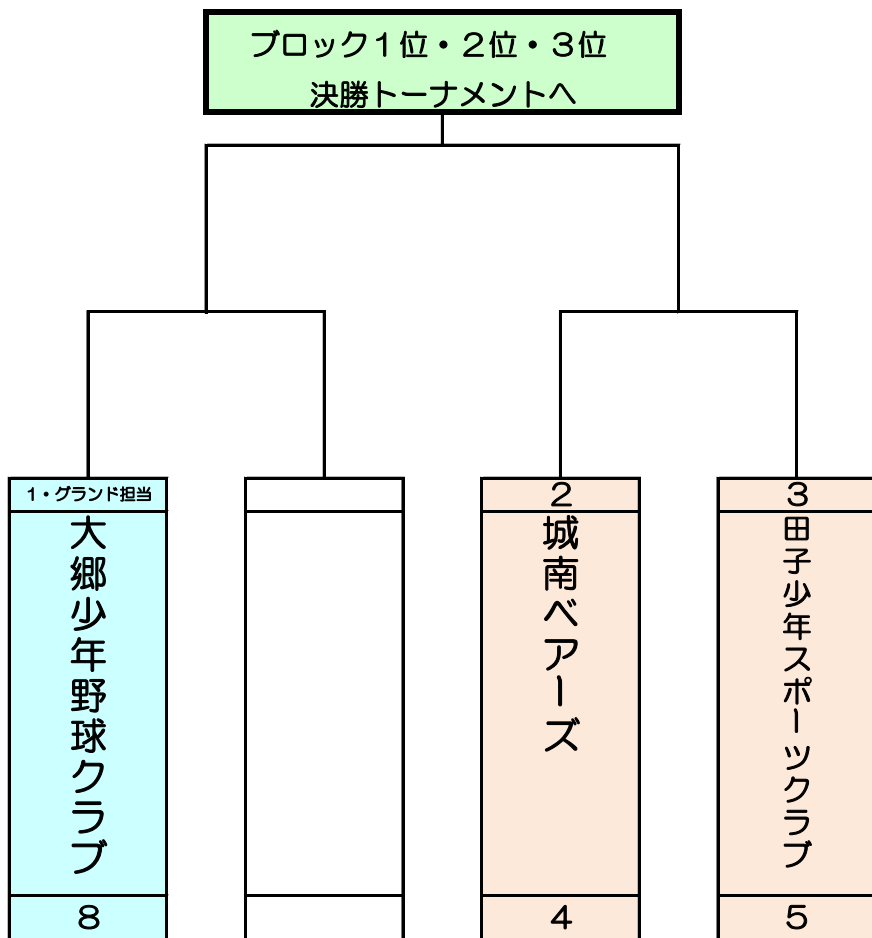 ブロック１位・２位・３位
決勝トーナメントへ
１・グランド担当
大郷少年野球クラブ
８
２
城南ベアーズ
４
３
田子少年スポーツクラブ
５